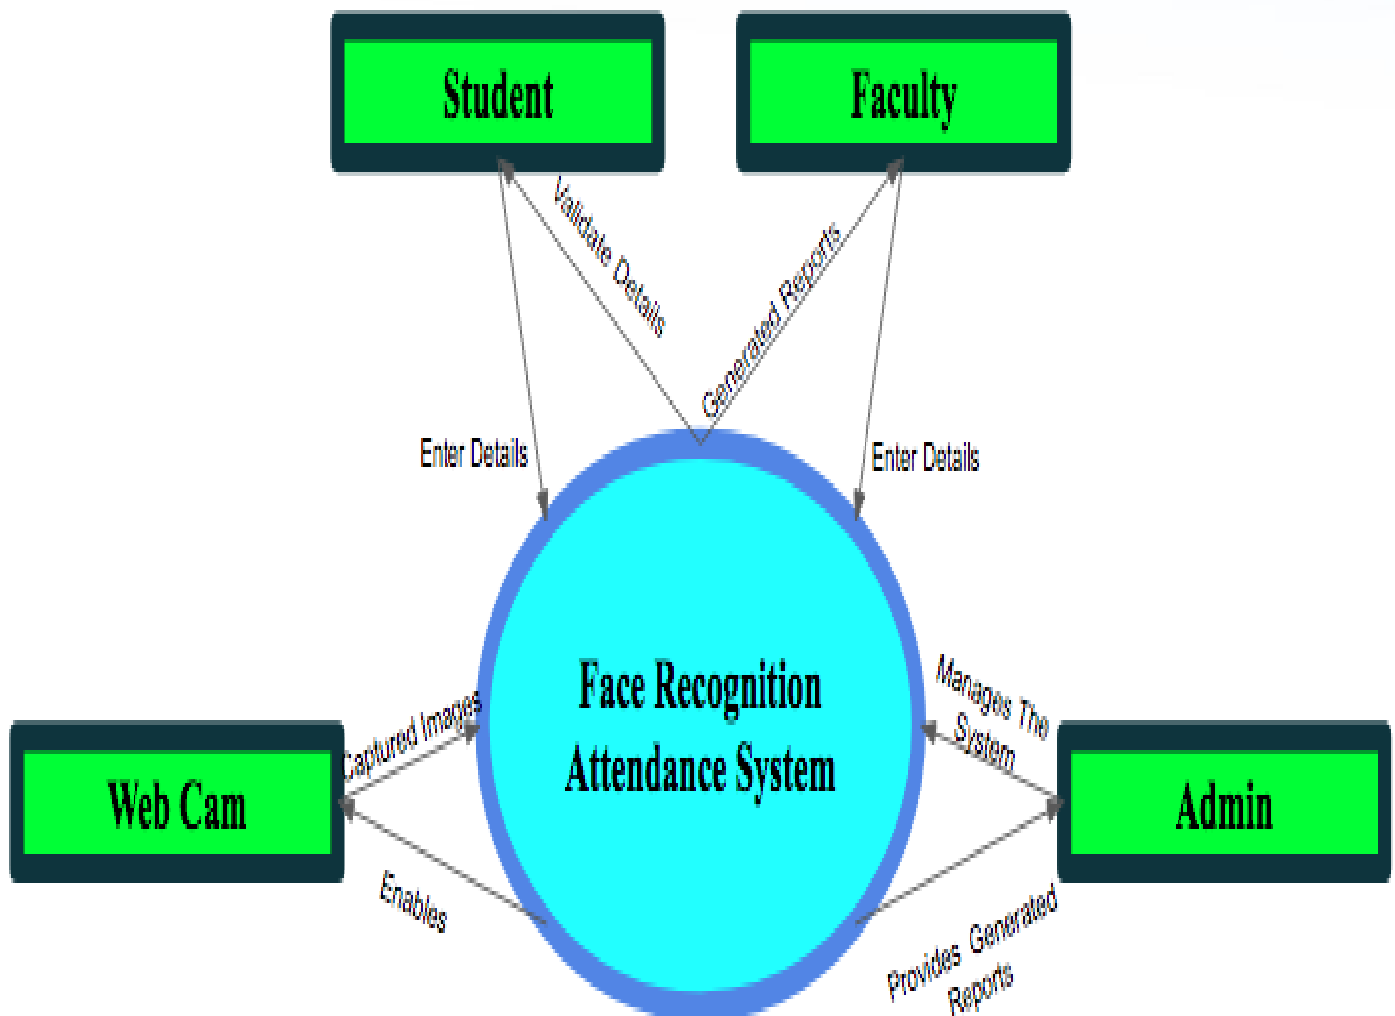 Student
Faculty
Validate Details
Generated Reports
Enter Details
Enter Details
Face Recognition
Attendance System
Captured Images
Manages The
System
Web Cam
Admin
Enables
Provides Generated
Reports